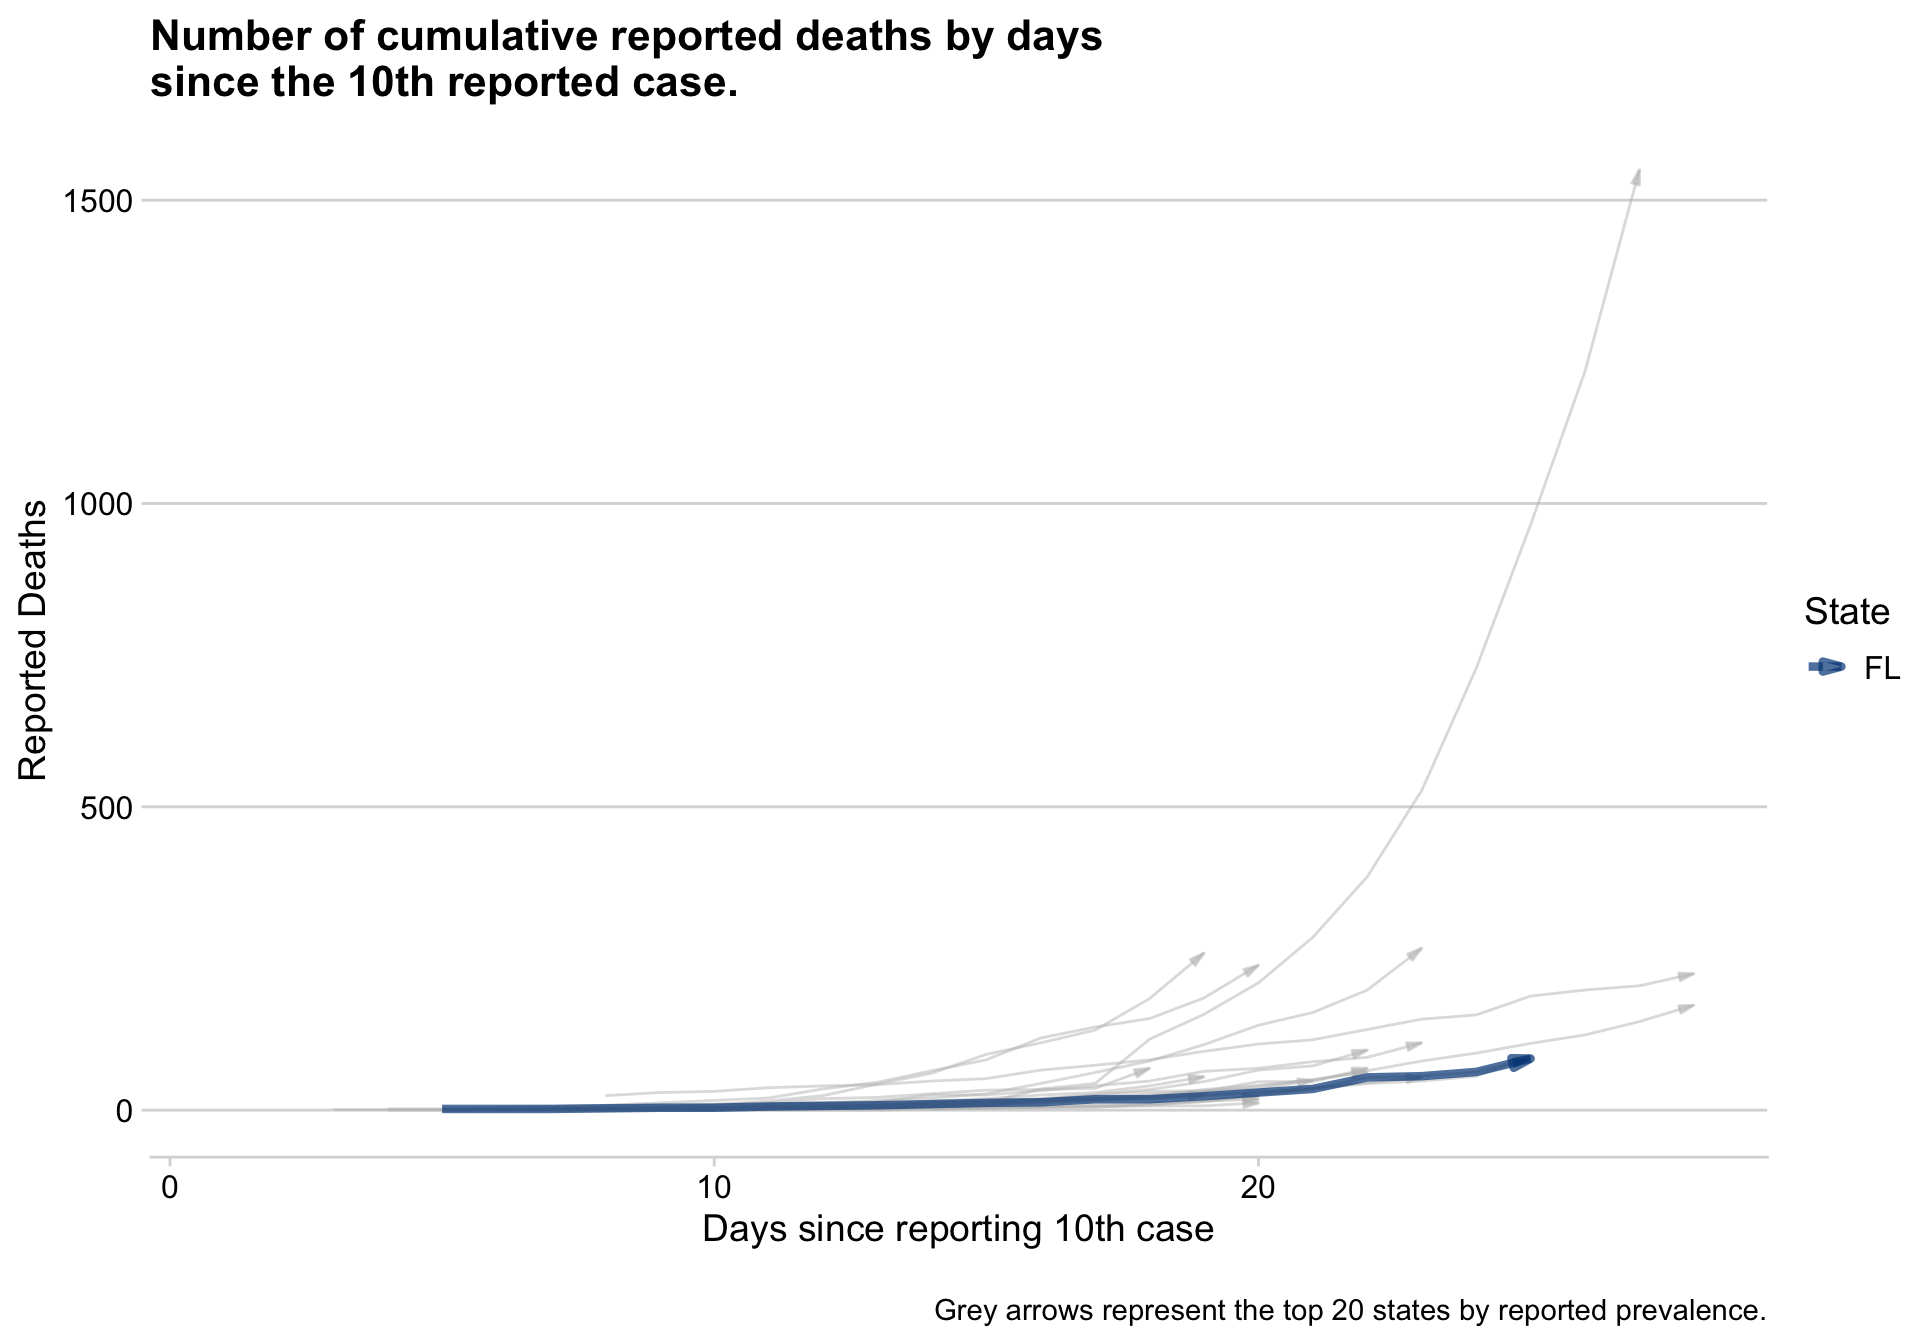 Number of cumulative reported deaths by days
since the 10th reported case.
1500
1000
500
0
Reported Deaths
0 10 20
Days since reporting 10th case
State
FL
Grey arrows represent the top 20 states by reported prevalence.